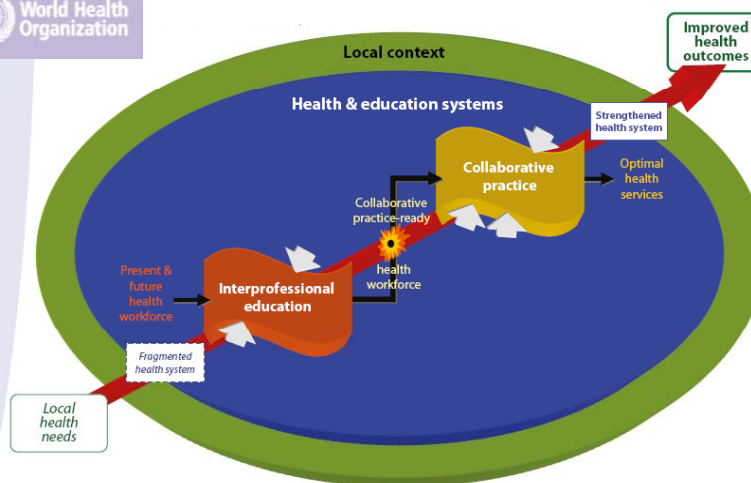 World Health
Organization
Improved
health
outcomes
Local context
Health & education systems
Strengthened
health system
Collaborative
practice
Optimal
health
services
Collaborative
practice-ready
health
workforce
Present &
future
health
workforce
Interprofessional
education
Fragmented
health system
Local
health
needs